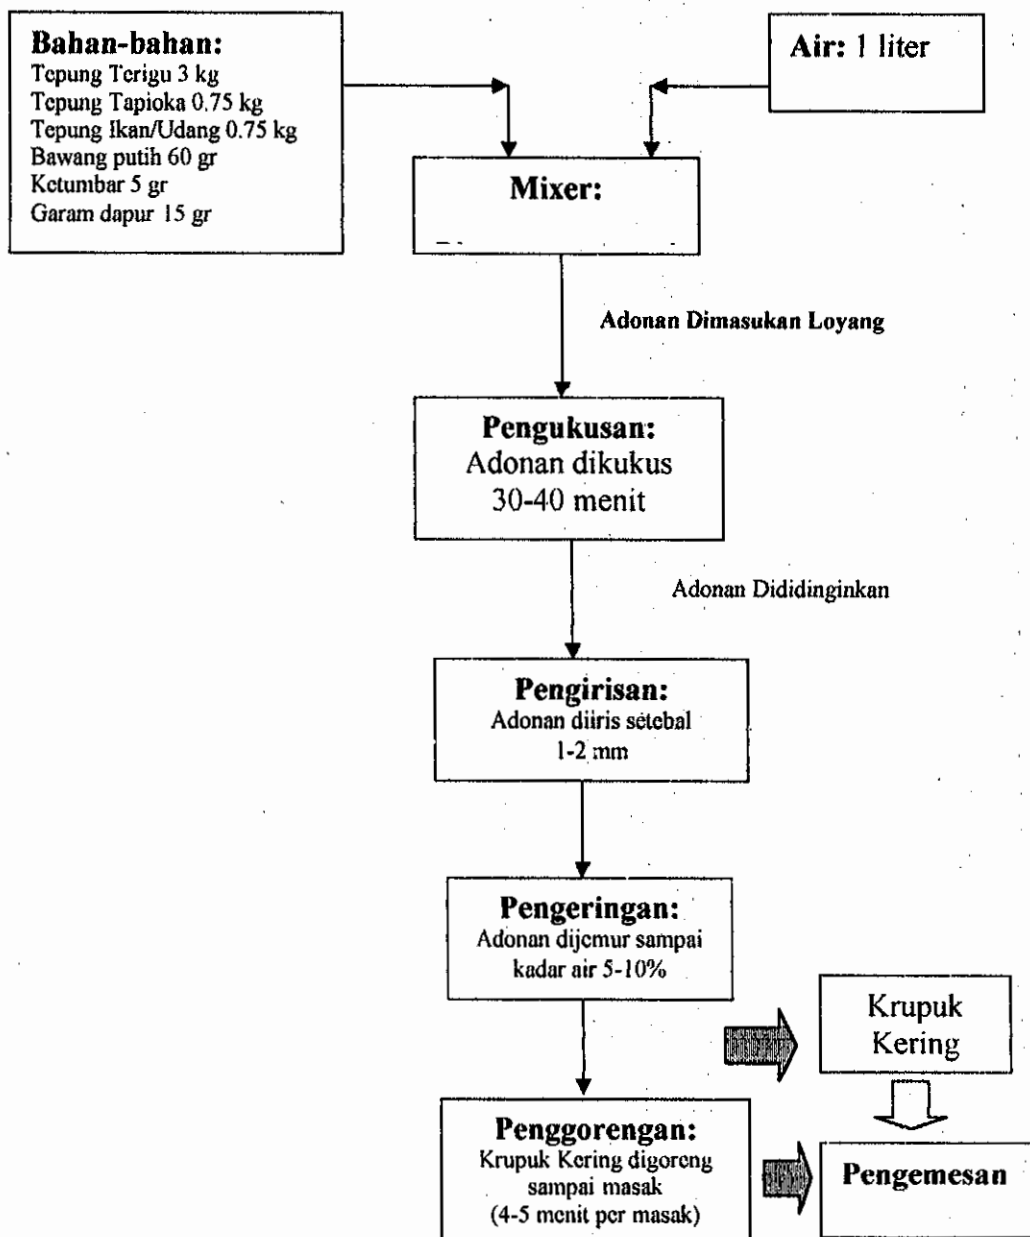 Bahan-bahan:
Tepung Terigu 3 kg
Tepung Tapioka 0.75 kg
Tepung Ikan/Udang 0.75 kg
Bawang putih 60 gr
Ketumbar 5 gr
Garam dapur 15 gr
Air: 1 liter
Mixer:
Adonan Dimasukan Loyang
Pengukusan:
Adonan dikukus
30-40 menit
Adonan Dididinginkan
Pengirisan:
Adonan diiris setebal
1-2 mm
Pengeringan:
Adonan dijemur sampai
kadar air 5-10%
Krupuk
Kering
Penggorengan:
Krupuk Kering digoreng
sampai masak
(4-5 menit per masak)
Pengemesan